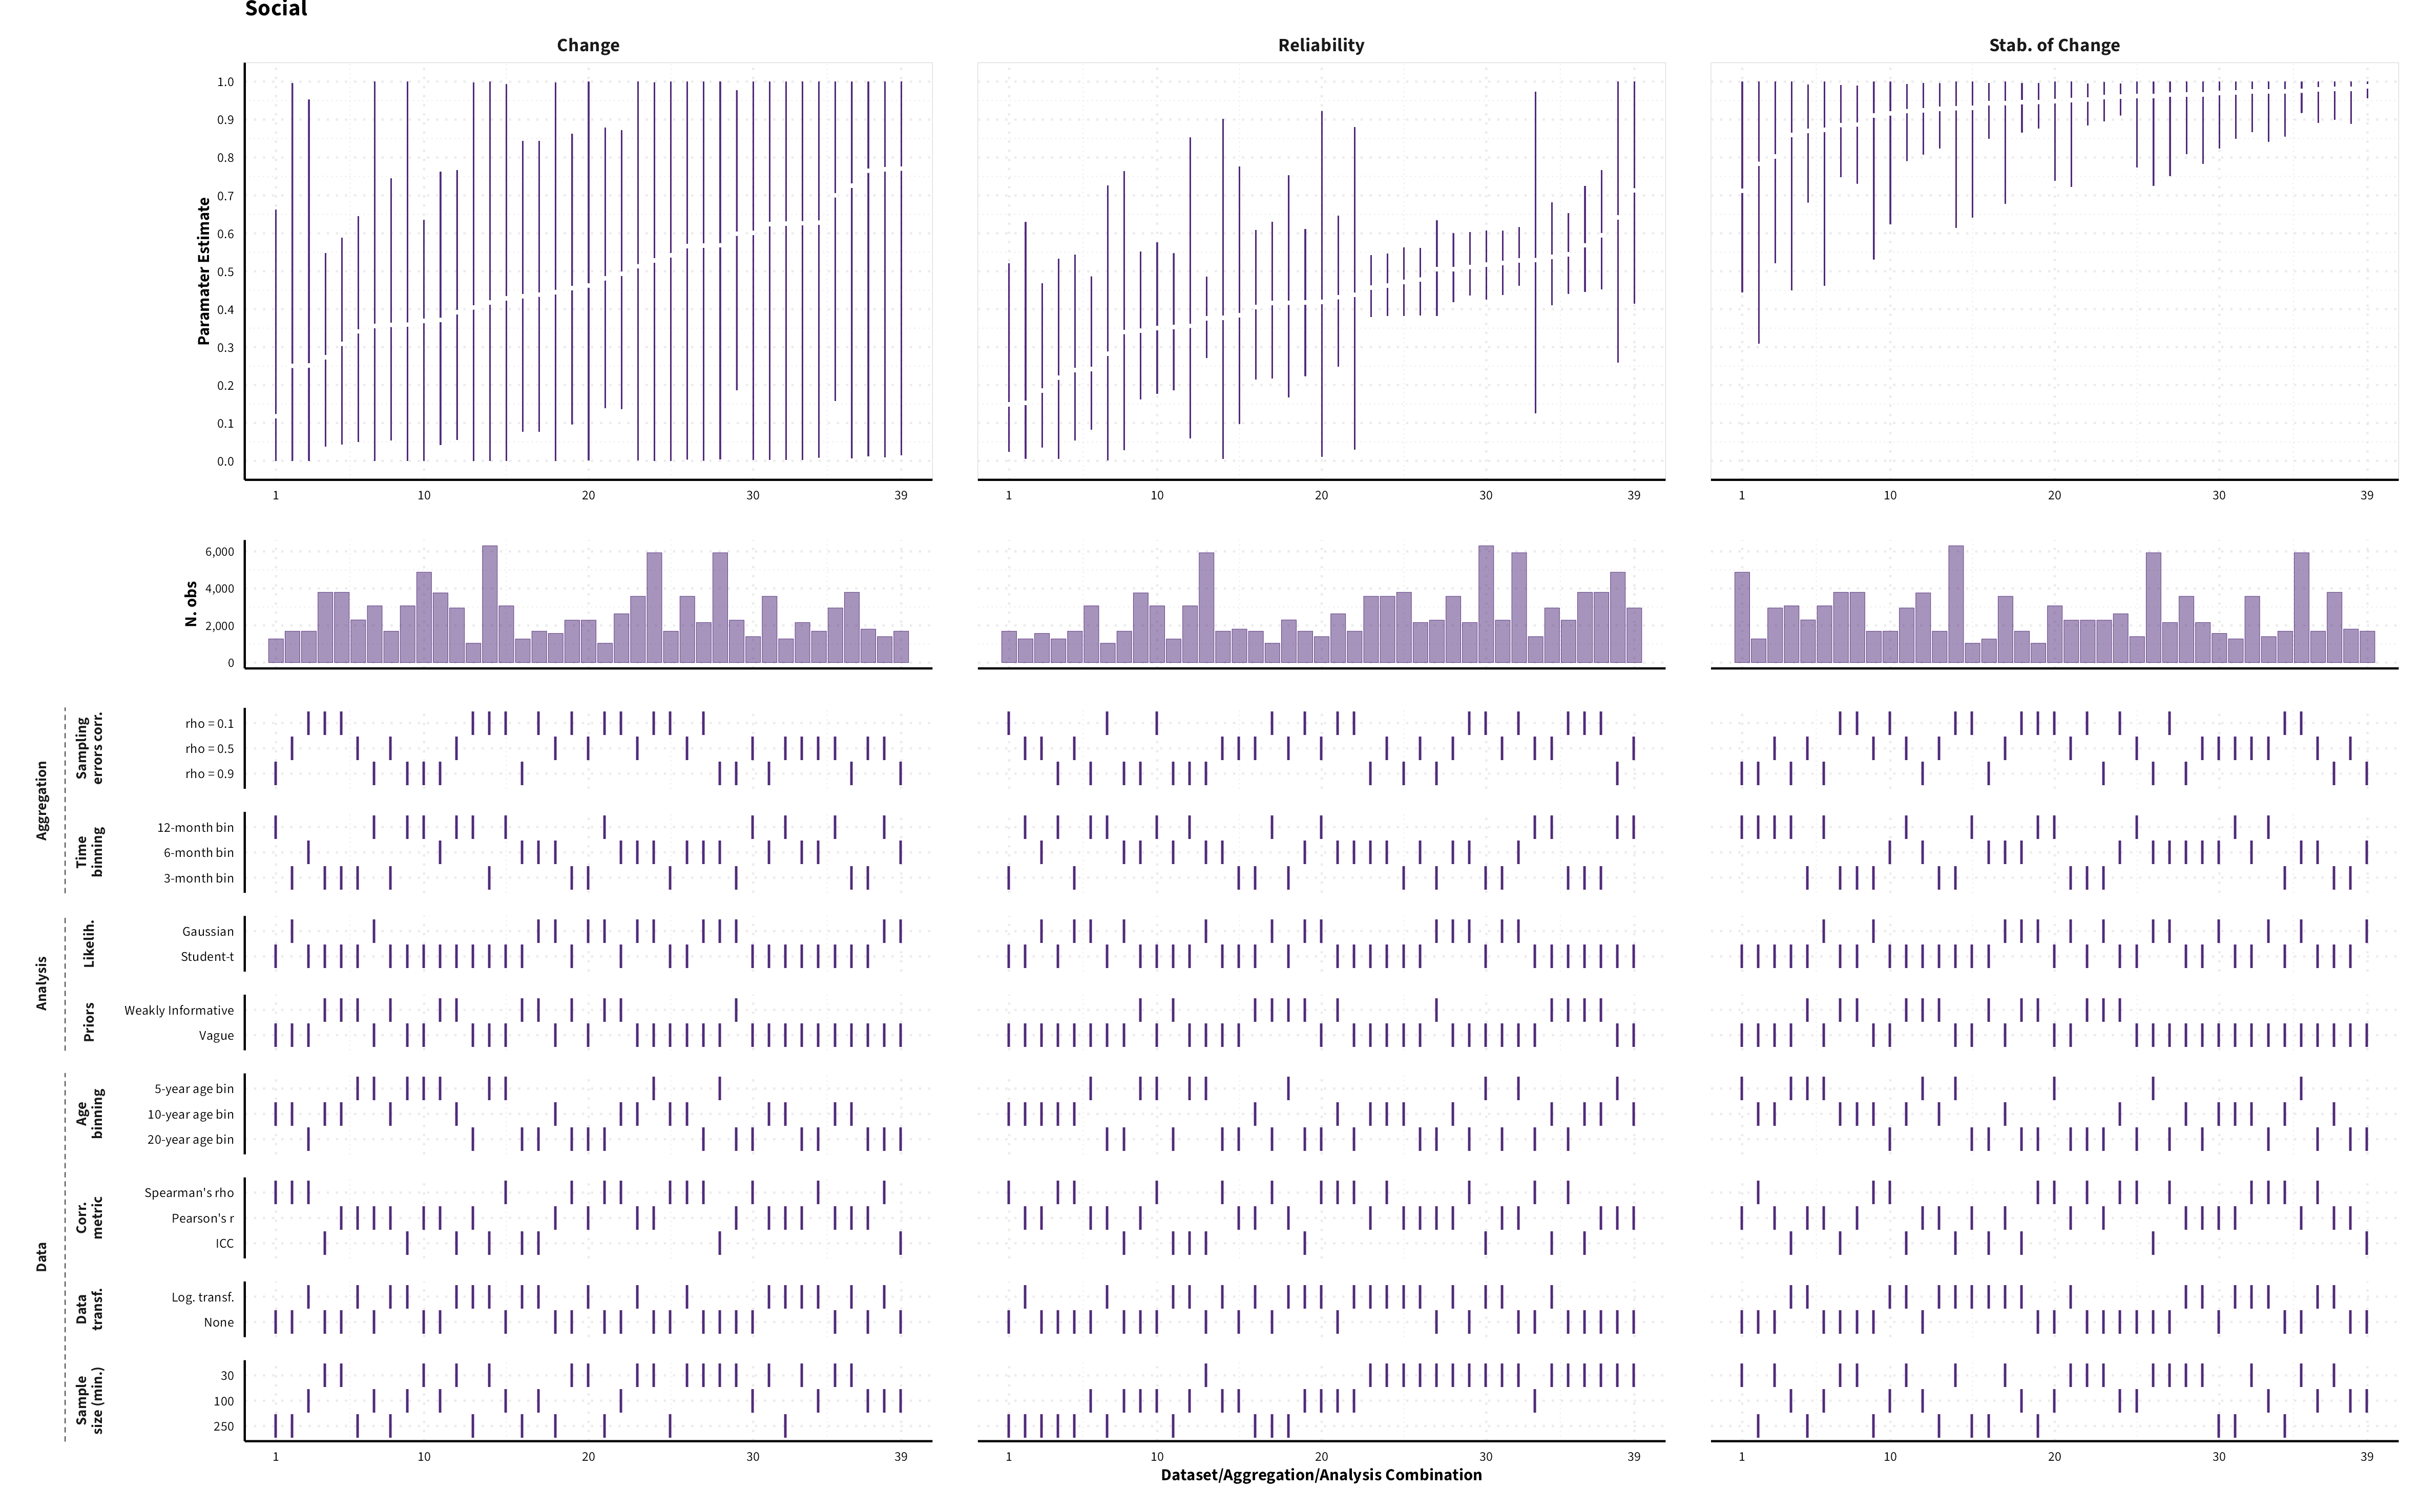 Social
Change
Reliability
Stab. of Change
Paramater Estimate
1.0
0.9
0.8
0.7
0.6
0.5
0.4
0.3
0.2
0.1
0.0
1 10 20 30 39
1 10 20 30 39
1 10 20 30 39
N. obs
6,000
4,000
2,000
0
Aggregation
Sampling
errors corr.
rho = 0.1
rho = 0.5
rho = 0.9
Time
binning
12-month bin
6-month bin
3-month bin
Analysis
Likelih.
Gaussian
Student-t
Priors
Weakly Informative
Vague
Data
Age
binning
5-year age bin
10-year age bin
20-year age bin
Corr.
metric
Spearman's rho
Pearson's r
ICC
Data
transf.
Log. transf.
None
Sample
size (min.)
30
100
250
1 10 20 30 39
1 10 20 30 39
1 10 20 30 39
Dataset/Aggregation/Analysis Combination